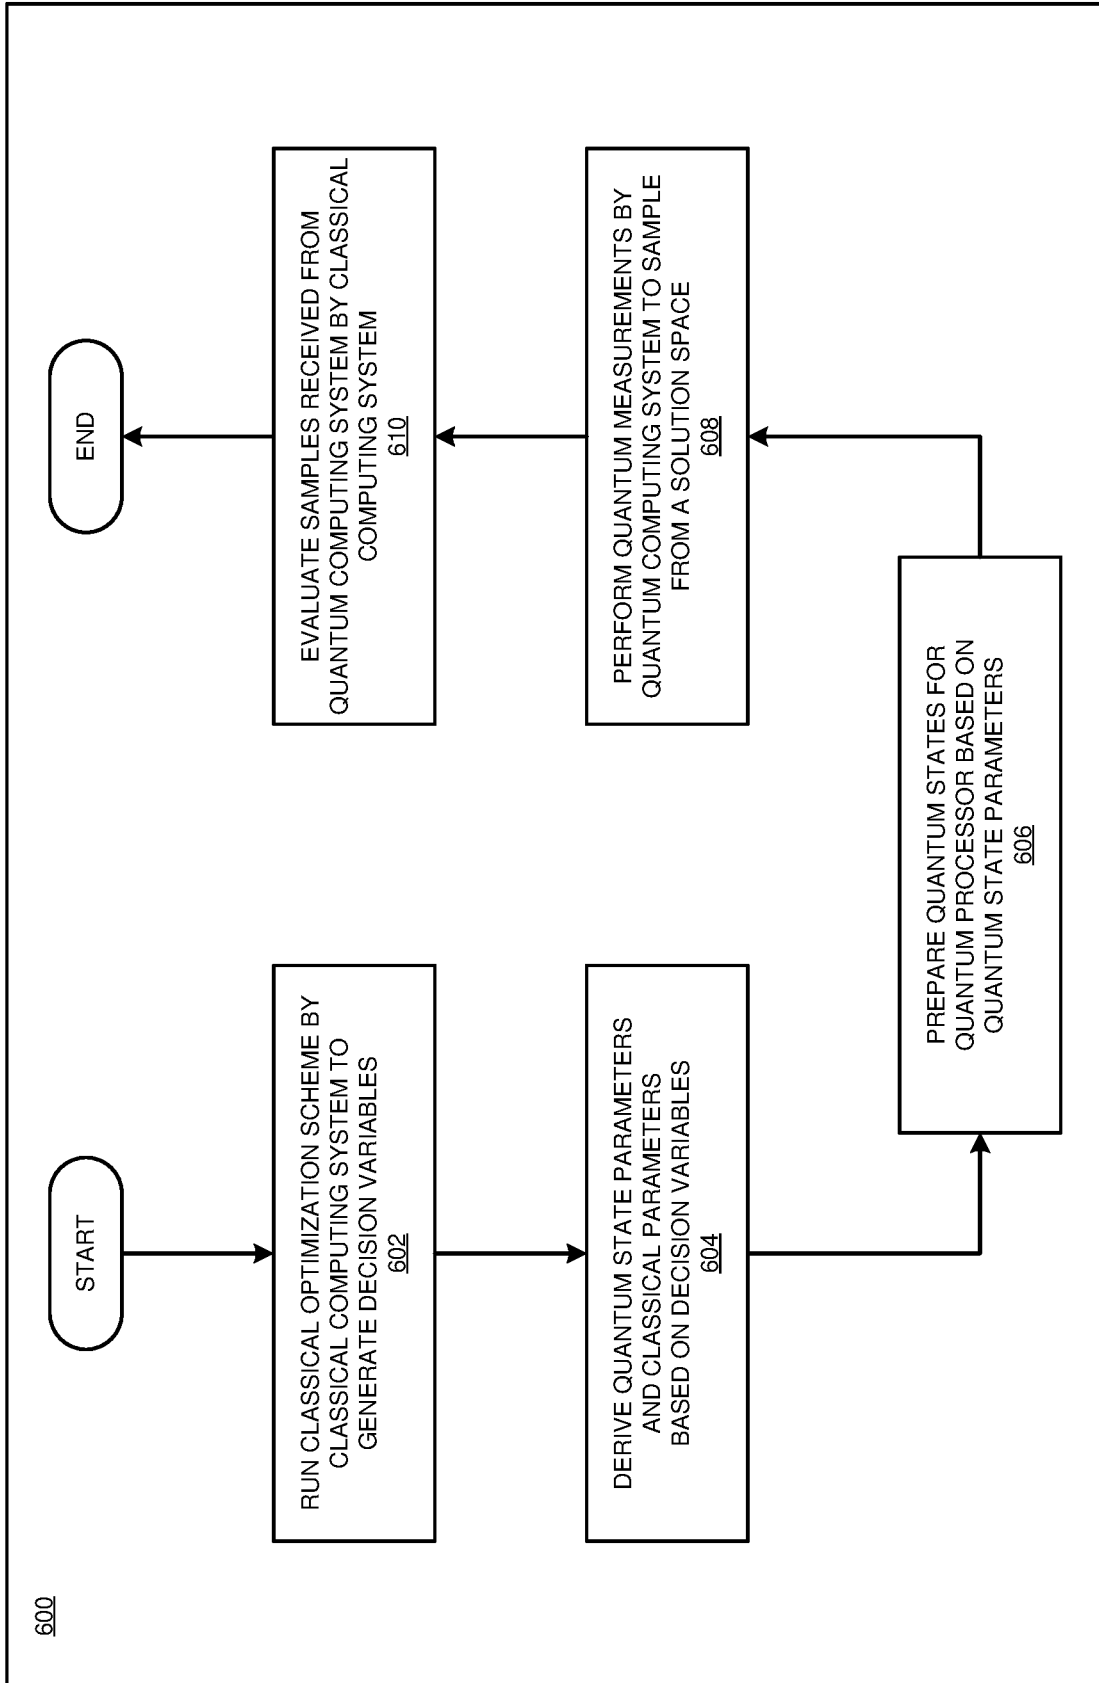 600
START
RUN CLASSICAL OPTIMIZATION SCHEME BY
CLASSICAL COMPUTING SYSTEM TO
GENERATE DECISION VARIABLES
602
DERIVE QUANTUM STATE PARAMETERS
AND CLASSICAL PARAMETERS
BASED ON DECISION VARIABLES
604
PREPARE QUANTUM STATES FOR
QUANTUM PROCESSOR BASED ON
QUANTUM STATE PARAMETERS
606
PERFORM QUANTUM MEASUREMENTS BY
QUANTUM COMPUTING SYSTEM TO SAMPLE
FROM A SOLUTION SPACE
608
EVALUATE SAMPLES RECEIVED FROM
QUANTUM COMPUTING SYSTEM BY CLASSICAL
COMPUTING SYSTEM
610
END